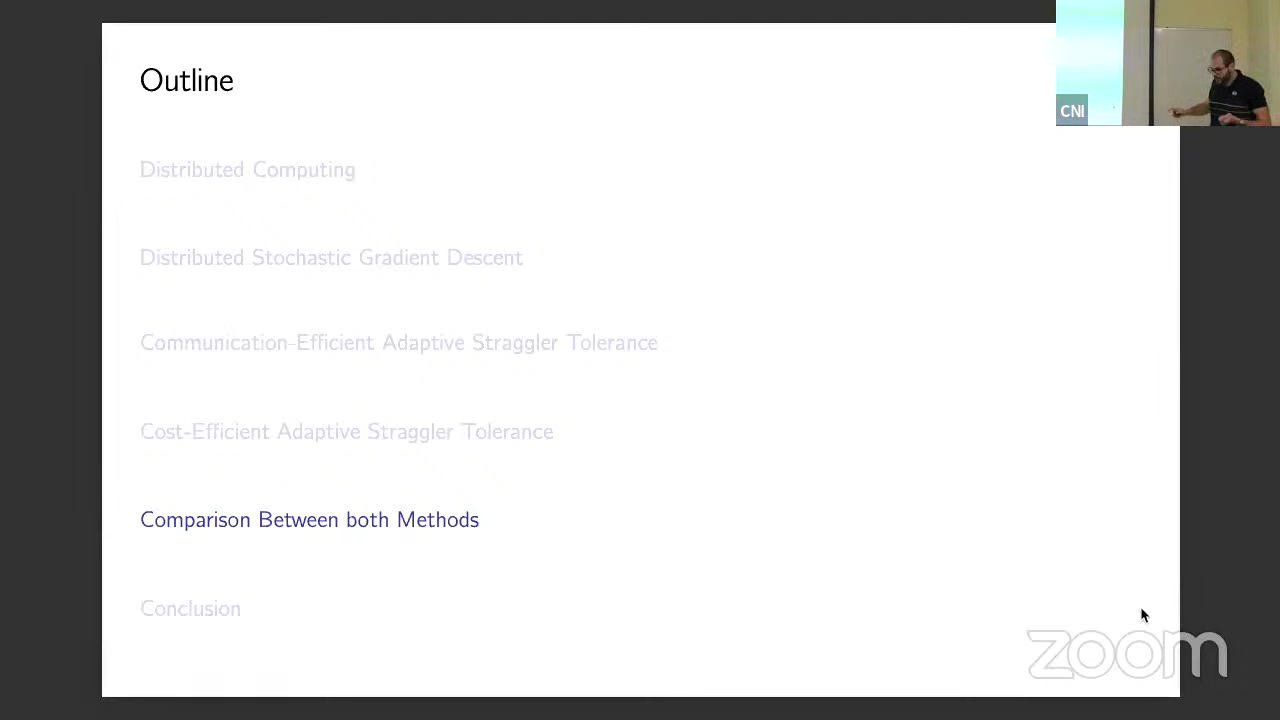 Outline
CNI
Distributed Computing
Distributed Stochastic Gradient Descent
Communication-Efficient Adaptive Straggler Tolerance
Cost-Efficient Adaptive Straggler Tolerance
Comparison Between both Methods
Conclusion
zoom